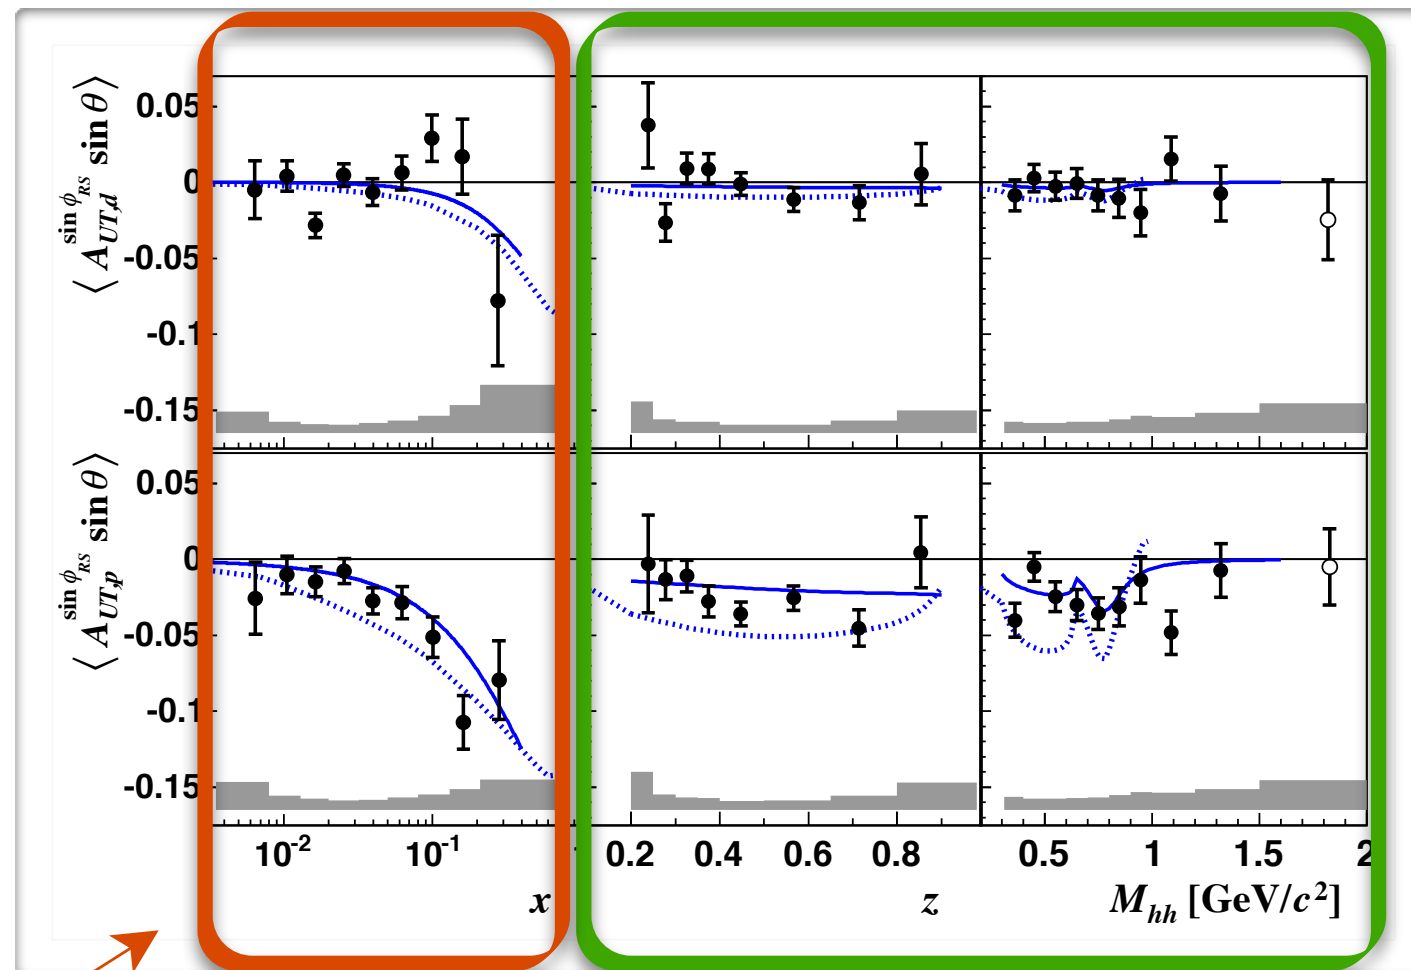 ⟨ A_{UT,d}^{sin ϕ_{RS}} sin θ ⟩
0.05
0
-0.05
-0.1
-0.15
⟨ A_{UT,p}^{sin ϕ_{RS}} sin θ ⟩
0.05
0
-0.05
-0.1
-0.15
10^{-2} 10^{-1} 0.2 0.4 0.6 0.8 0.5 1 1.5 2
x z M_{hh} [GeV/c^2]